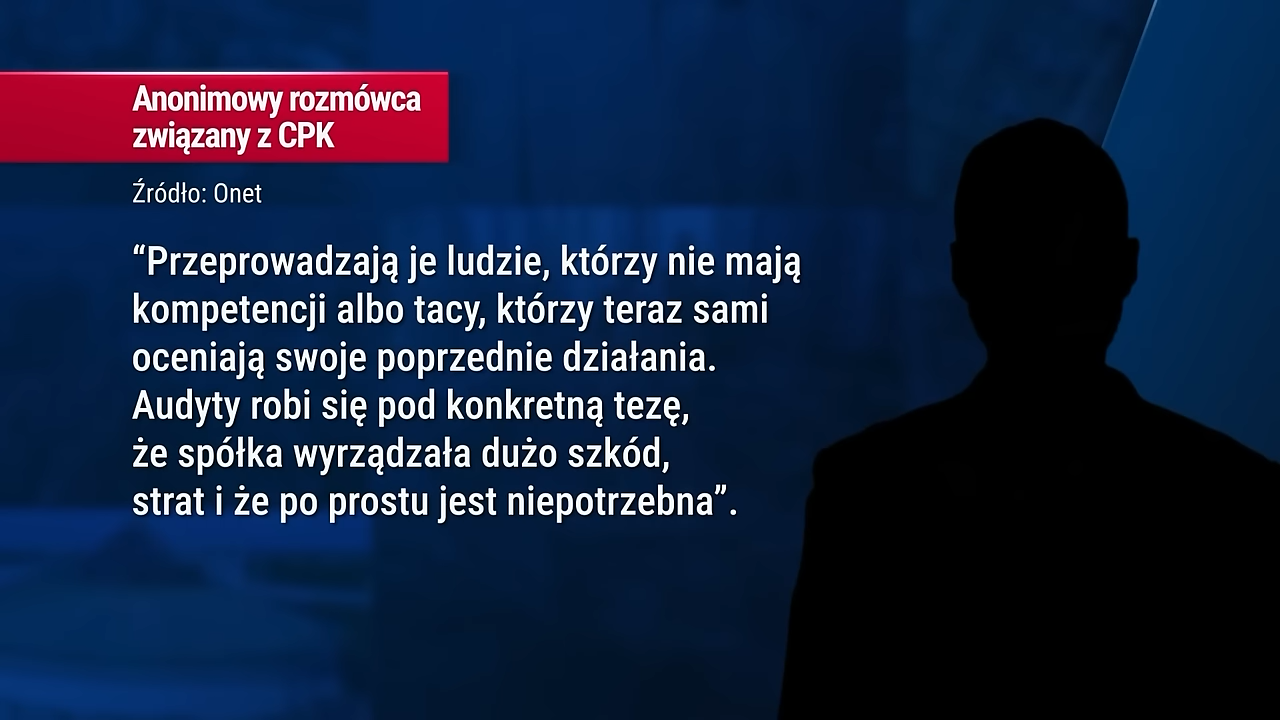 Anonimowy rozmówca
związany z CPK
Źródło: Onet
“Przeprowadzają je ludzie, którzy nie mają
kompetencji albo tacy, którzy teraz sami
oceniają swoje poprzednie działania.
Audyty robi się pod konkretną tezę,
że spółka wyrządzała dużo szkód,
strat i że po prostu jest niepotrzebna”.